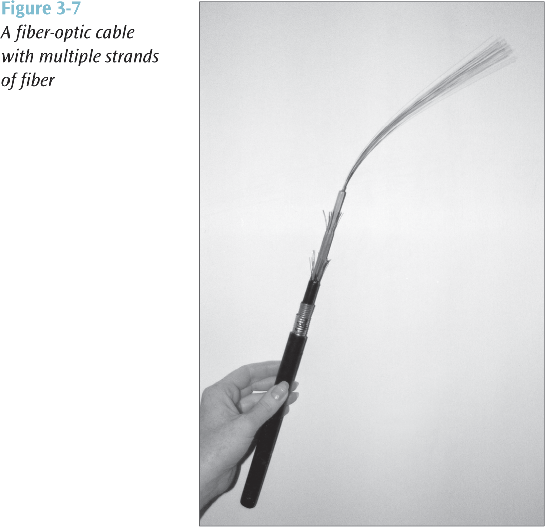 Figure 3-7
A fiber-optic cable
with multiple strands
of fiber